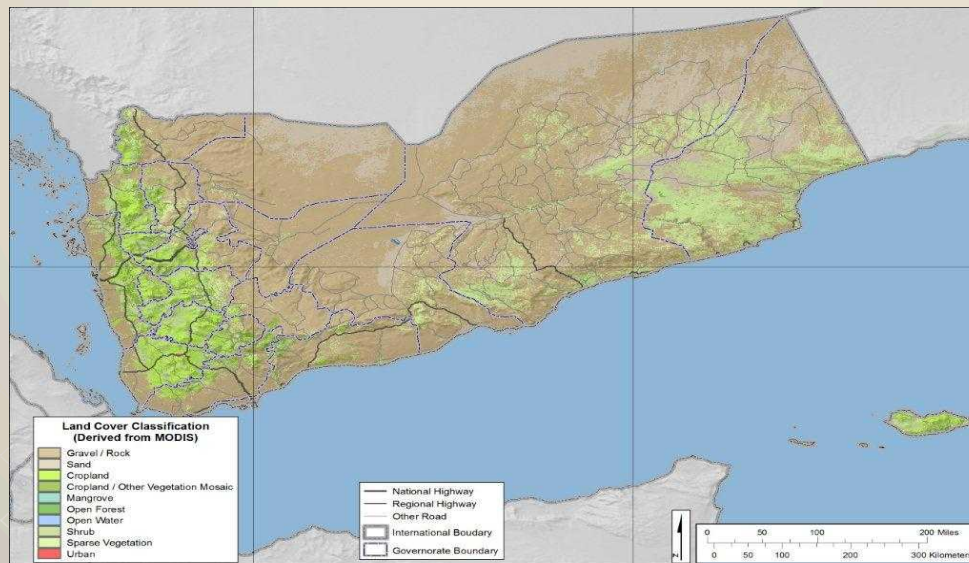 Land Cover Classification
(Derived from MODIS)
Gravel / Rock
Sand
Cropland
Cropland / Other Vegetation Mosaic
Mangrove
Open Forest
Open Water
Shrub
Sparse Vegetation
Urban
National Highway
Regional Highway
Other Road
International Boudary
Governorate Boundary
N
0 50 100 200 Miles
0 50 100 200 300 Kilometers